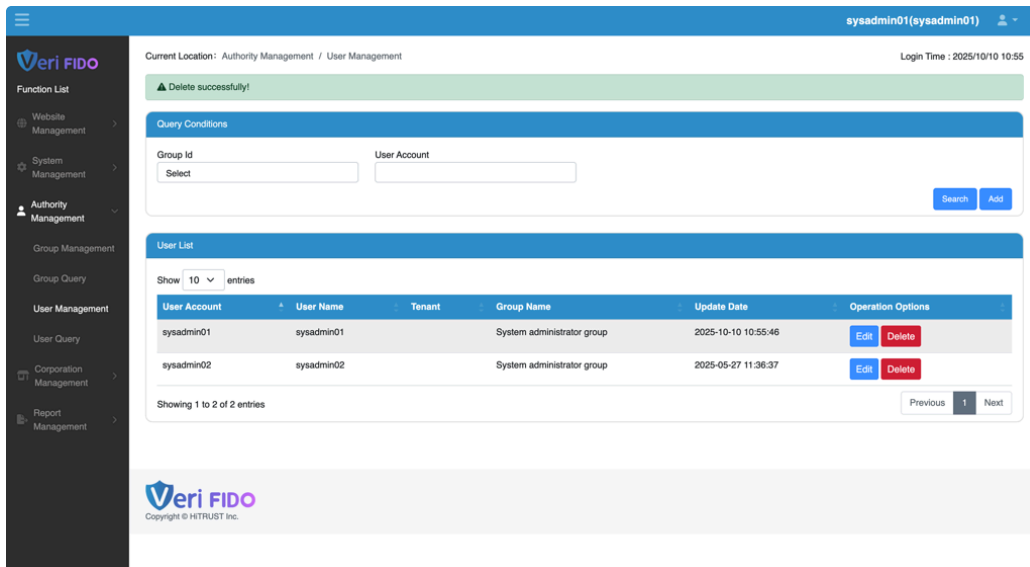 sysadmin01(sysadmin01)
Veri FIDO
Function List
Website Management
System Management
Authority Management
Group Management
Group Query
User Management
User Query
Corporation Management
Report Management
Current Location： Authority Management / User Management
Login Time : 2025/10/10 10:55
Delete successfully!
Query Conditions
Group Id User Account
Select
Search Add
User List
Show 10 entries
User Account User Name Tenant Group Name Update Date Operation Options
sysadmin01 sysadmin01 System administrator group 2025-10-10 10:55:46 Edit Delete
sysadmin02 sysadmin02 System administrator group 2025-05-27 11:36:37 Edit Delete
Showing 1 to 2 of 2 entries
Previous 1 Next
Veri FIDO
Copyright © HiTRUST Inc.